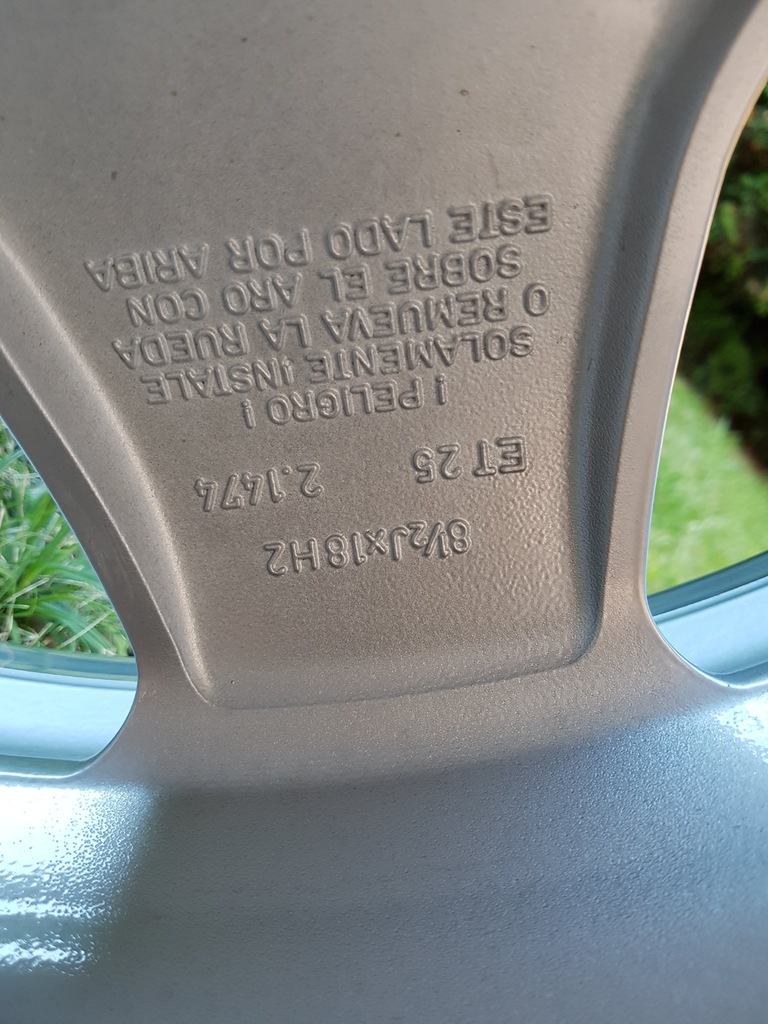 8½Jx18H2
ET 25 2.1474
¡ PELIGRO !
SOLAMENTE ¡NSTALE
O REMUEVA LA RUEDA
SOBRE EL ARO CON
ESTE LADO POR ARIBA